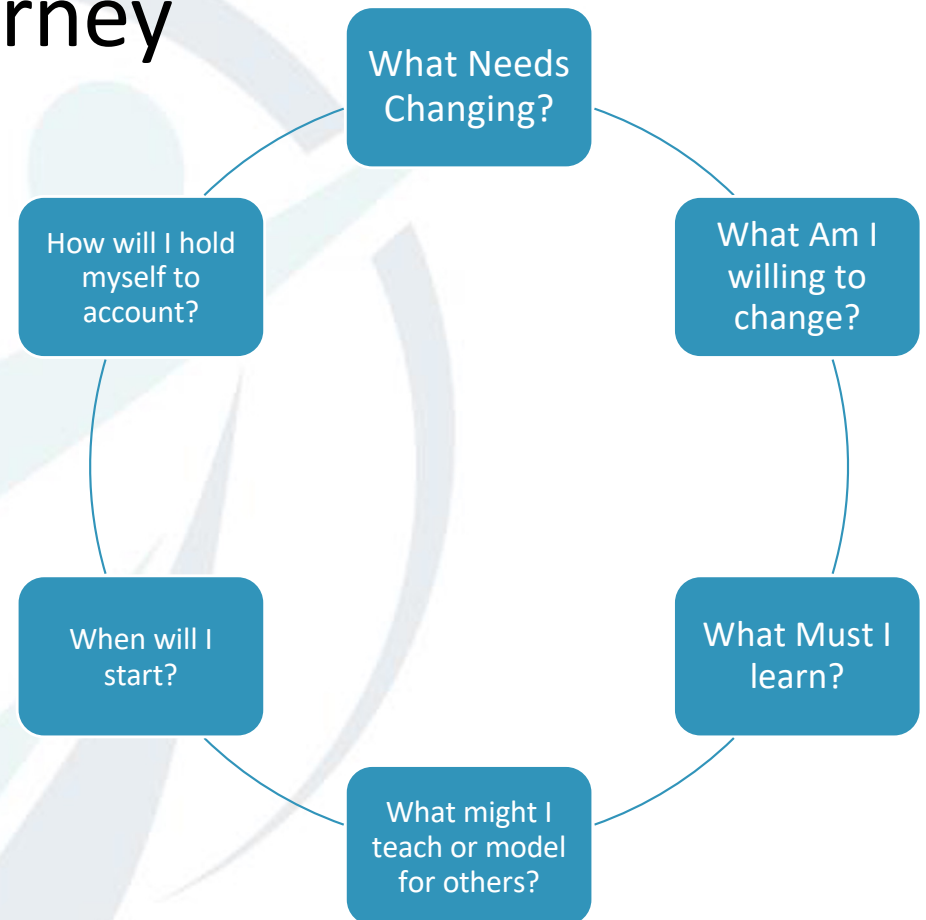 rney
What Needs
Changing?
What Am I
willing to
change?
What Must I
learn?
What might I
teach or model
for others?
When will I
start?
How will I hold
myself to
account?